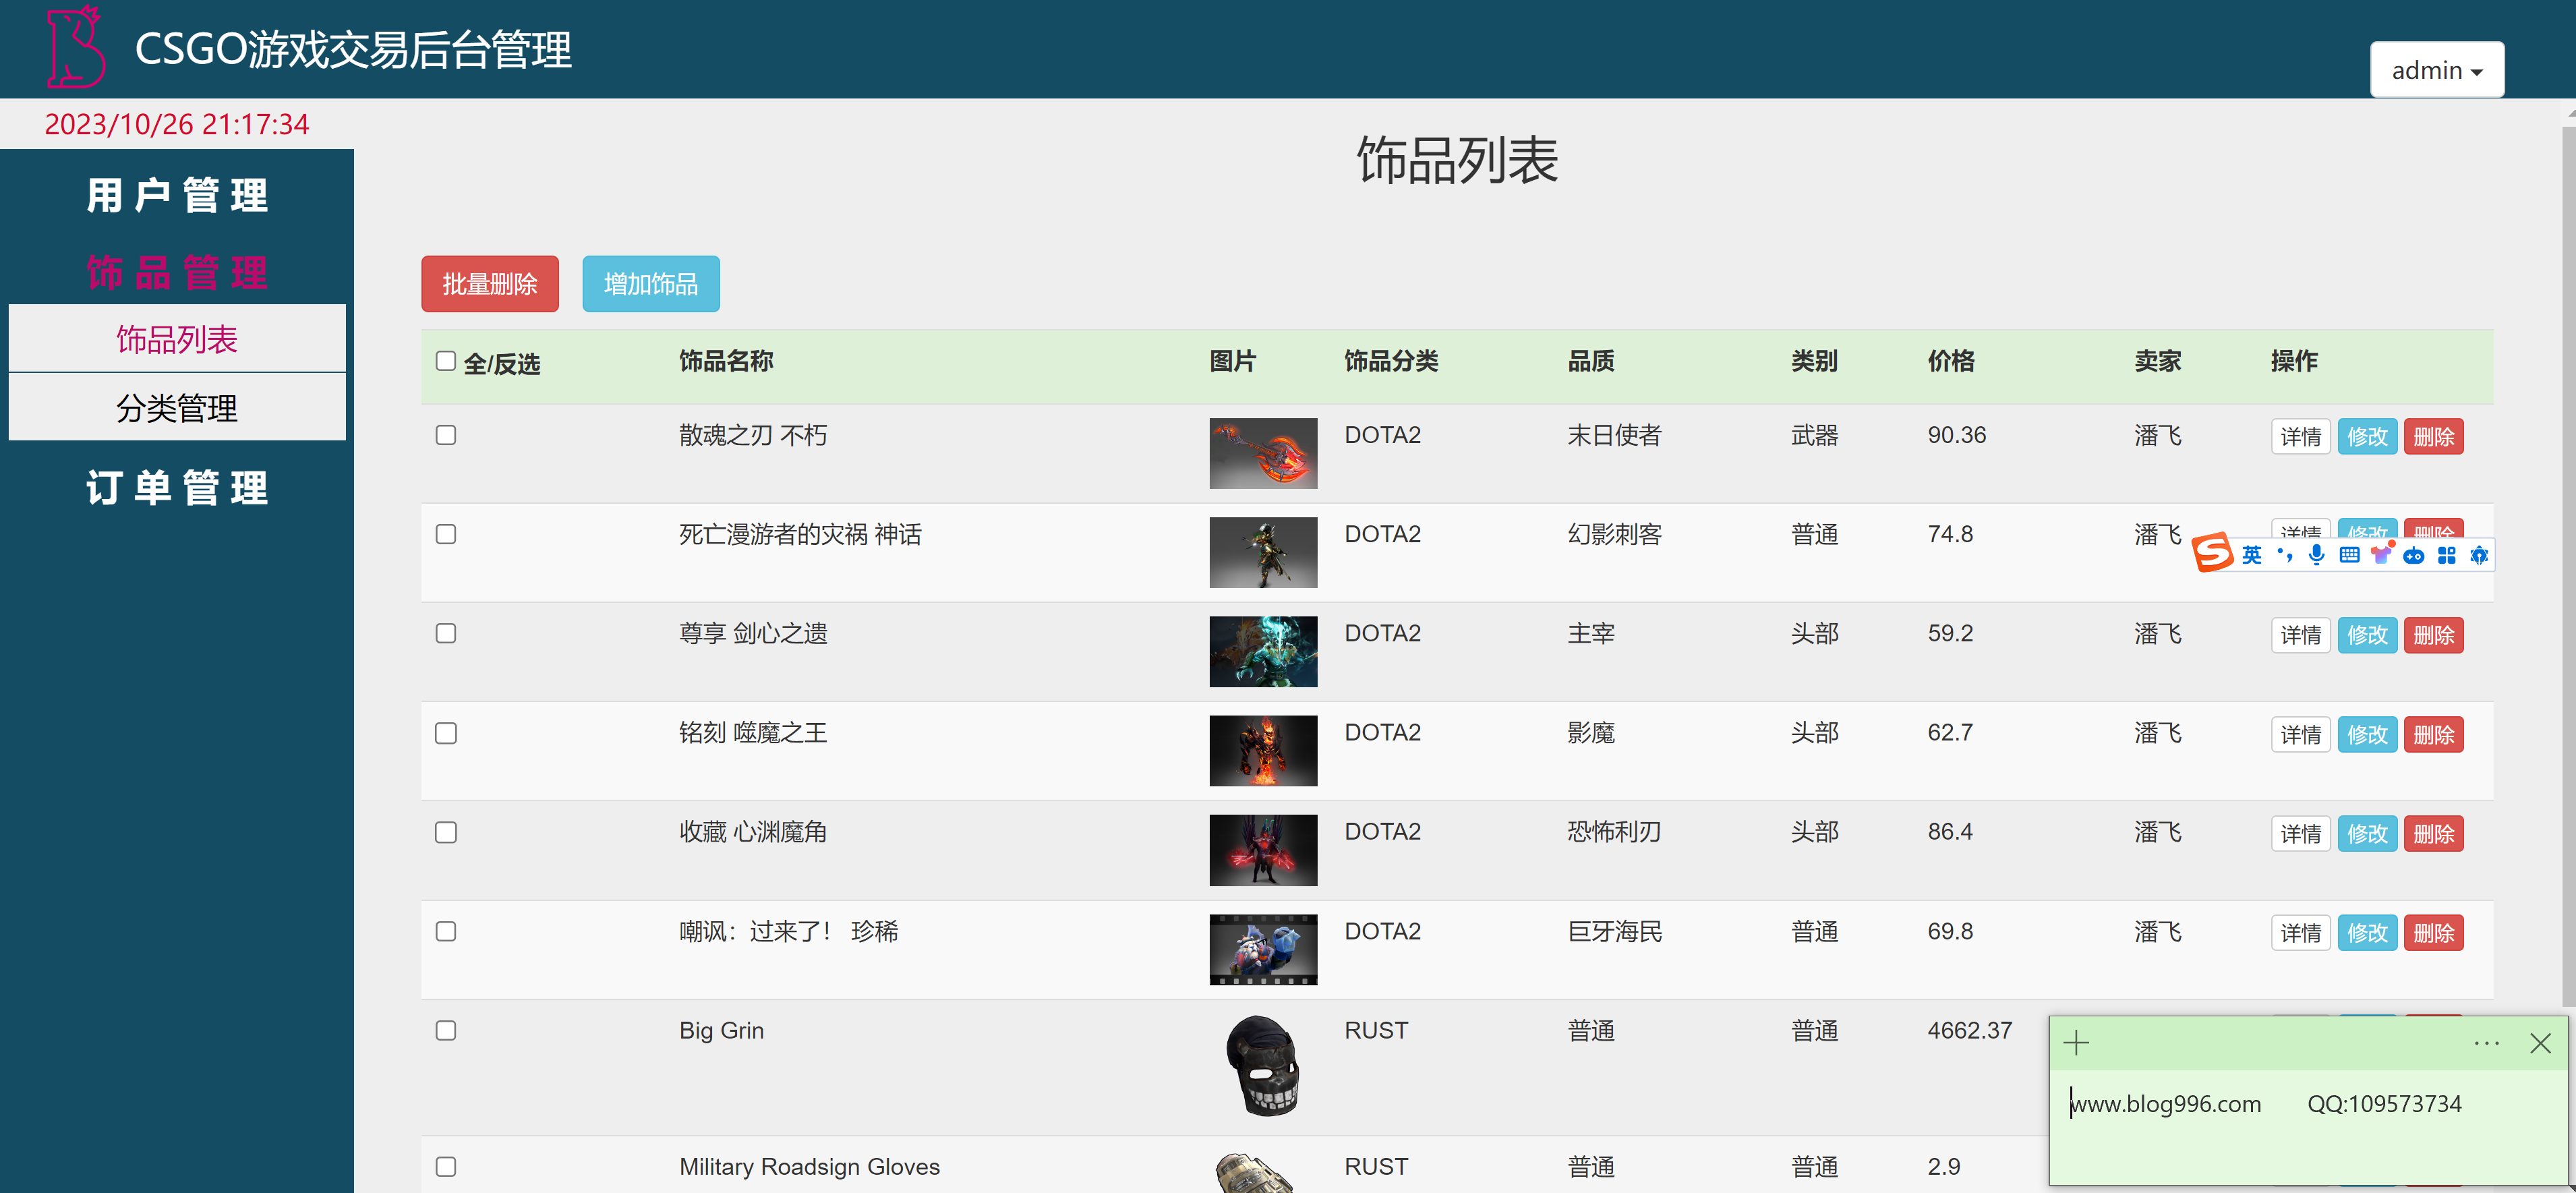 CSGO游戏交易后台管理
admin
2023/10/26 21:17:34
用户管理
饰品管理
饰品列表
分类管理
订单管理
饰品列表
批量删除 增加饰品
全/反选 饰品名称 图片 饰品分类 品质 类别 价格 卖家 操作
散魂之刃 不朽 DOTA2 末日使者 武器 90.36 潘飞 详情 修改 删除
死亡漫游者的灾祸 神话 DOTA2 幻影刺客 普通 74.8 潘飞 详情 修改 删除
英
尊享 剑心之遗 DOTA2 主宰 头部 59.2 潘飞 详情 修改 删除
铭刻 噬魔之王 DOTA2 影魔 头部 62.7 潘飞 详情 修改 删除
收藏 心渊魔角 DOTA2 恐怖利刃 头部 86.4 潘飞 详情 修改 删除
嘲讽：过来了！ 珍稀 DOTA2 巨牙海民 普通 69.8 潘飞 详情 修改 删除
Big Grin RUST 普通 普通 4662.37
Military Roadsign Gloves RUST 普通 普通 2.9
www.blog996.com QQ:109573734